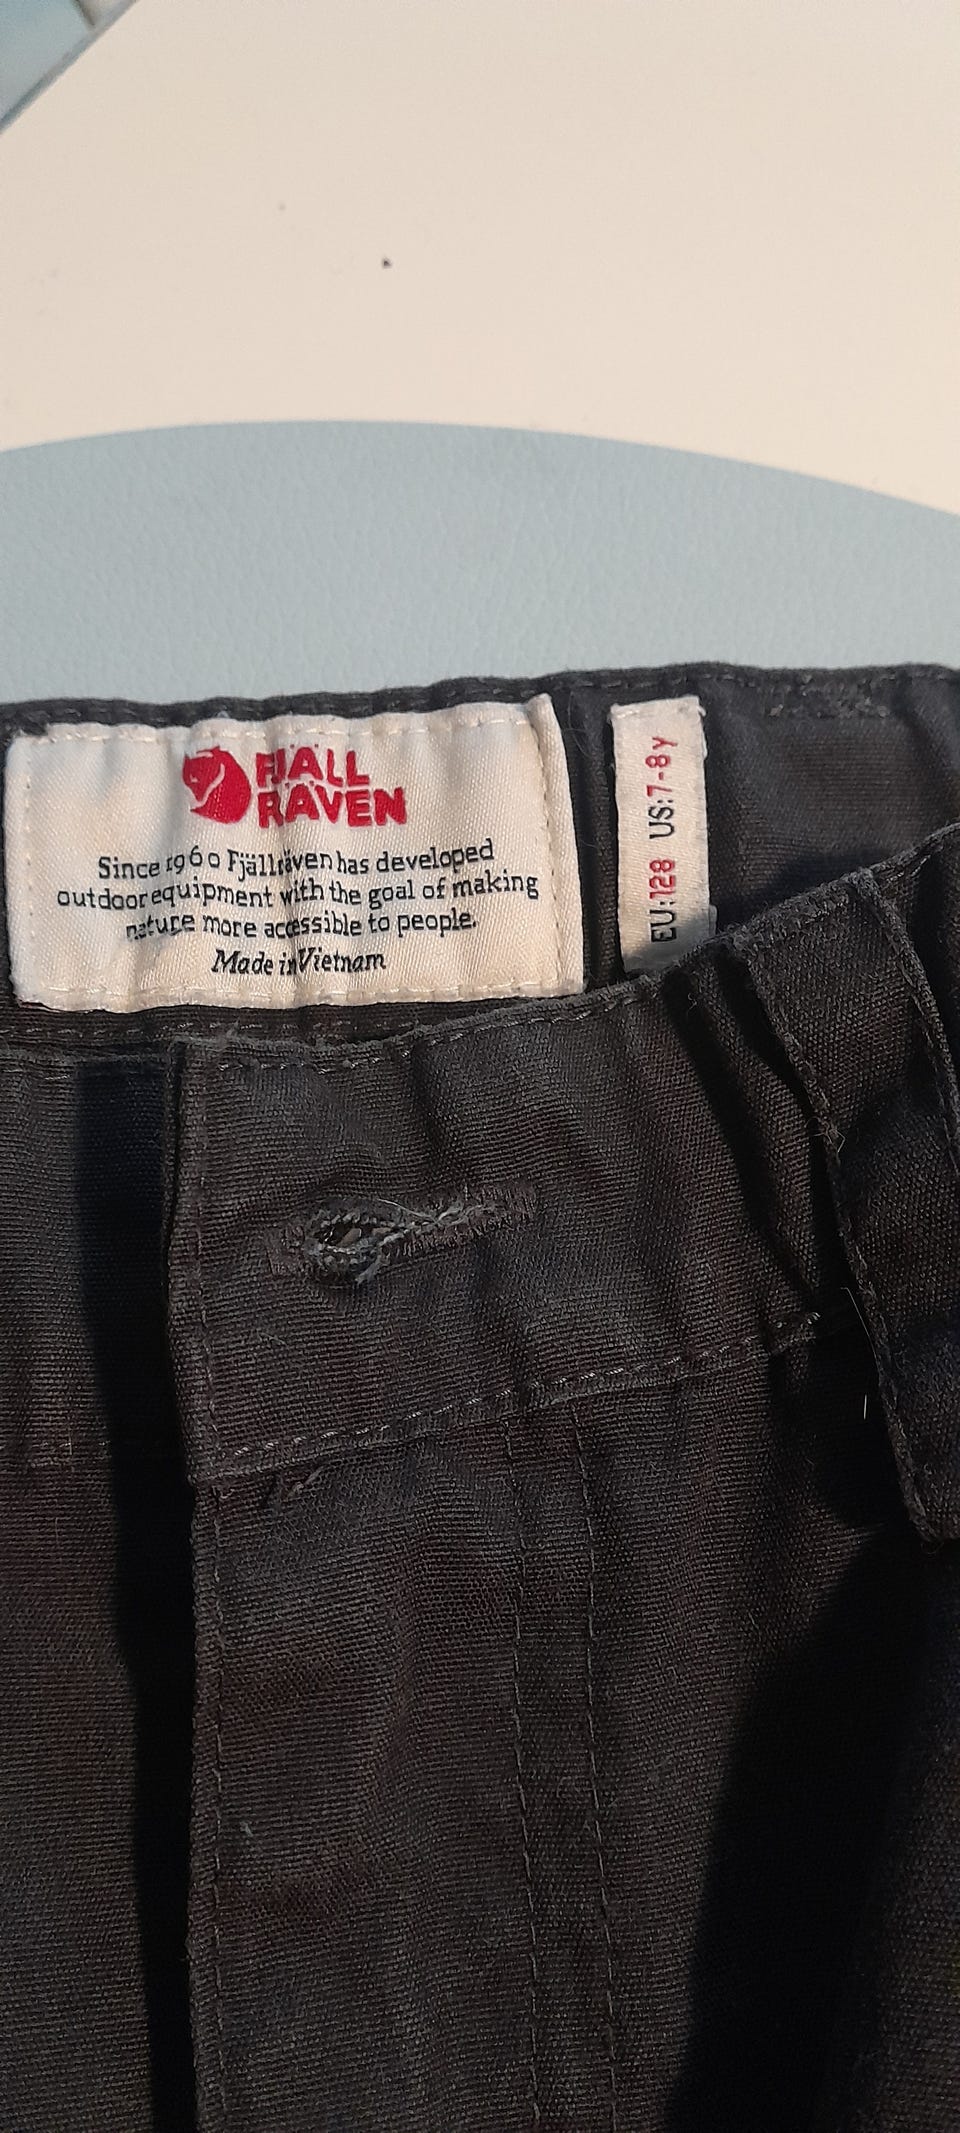 FJÄLL
RÄVEN
Since 1960 Fjällräven has developed
outdoor equipment with the goal of making
nature more accessible to people.
Made in Vietnam
EU:128 US:7-8y